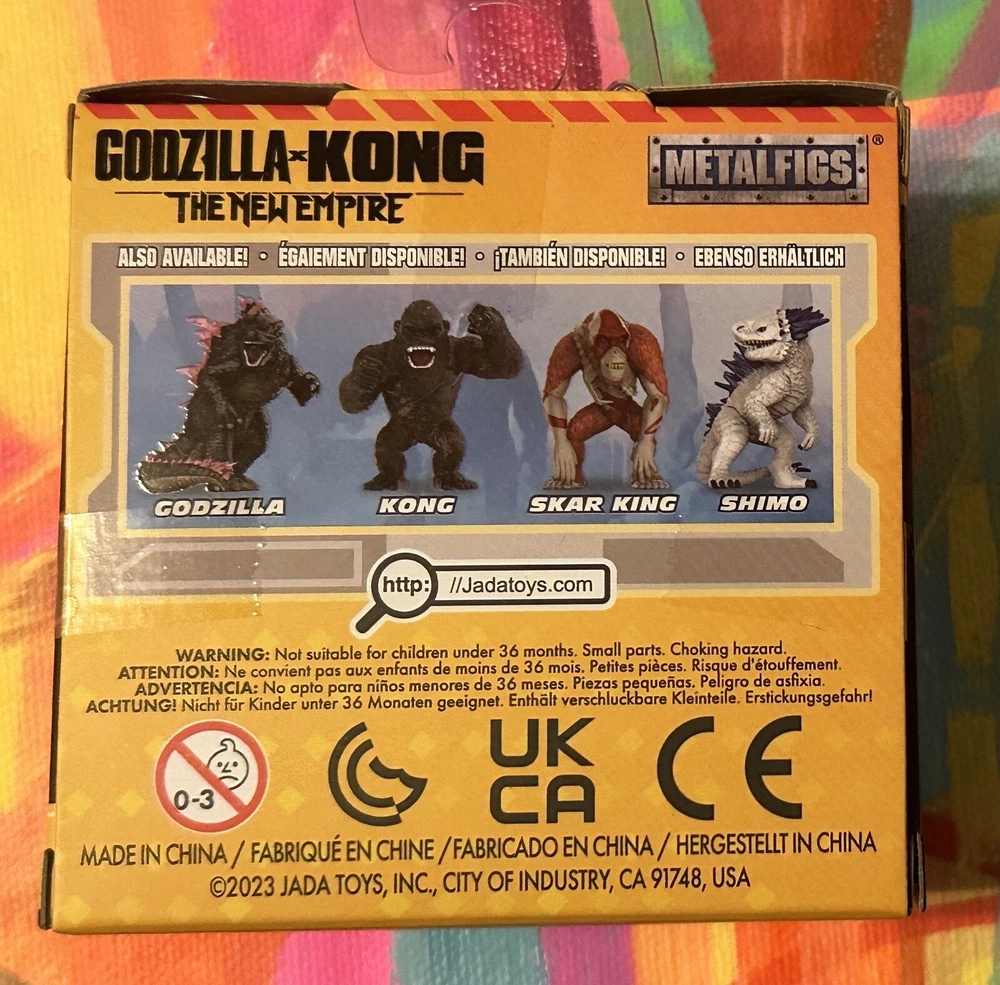 GODZILLA x KONG
THE NEW EMPIRE
METALFIGS®
ALSO AVAILABLE! • ÉGALEMENT DISPONIBLE! • ¡TAMBIÉN DISPONIBLE! • EBENSO ERHÄLTLICH
GODZILLA KONG SKAR KING SHIMO
http: //Jadatoys.com
WARNING: Not suitable for children under 36 months. Small parts. Choking hazard.
ATTENTION: Ne convient pas aux enfants de moins de 36 mois. Petites pièces. Risque d'étouffement.
ADVERTENCIA: No apto para niños menores de 36 meses. Piezas pequeñas. Peligro de asfixia.
ACHTUNG! Nicht für Kinder unter 36 Monaten geeignet. Enthält verschluckbare Kleinteile. Erstickungsgefahr!
0-3
UK
CA
CE
MADE IN CHINA / FABRIQUÉ EN CHINE / FABRICADO EN CHINA / HERGESTELLT IN CHINA
©2023 JADA TOYS, INC., CITY OF INDUSTRY, CA 91748, USA